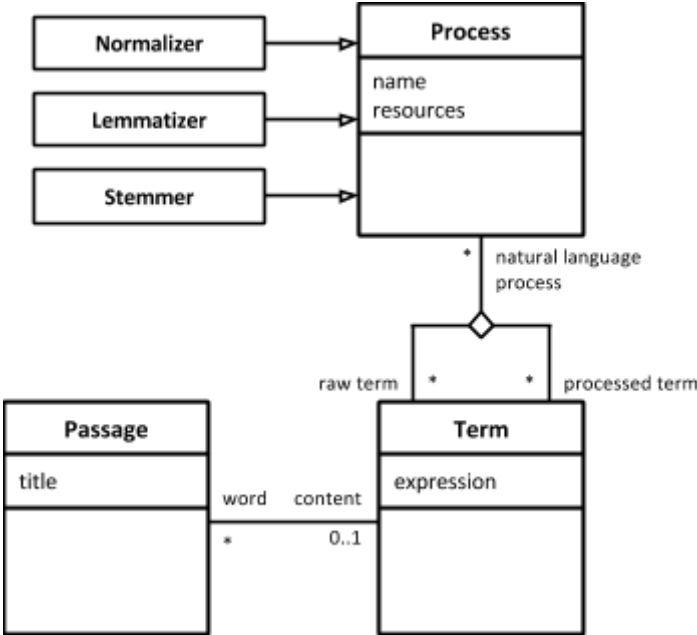 Normalizer
Process
name
resources
Lemmatizer
Stemmer
* natural language
process
raw term * * processed term
Passage
Term
title
expression
word content
* 0..1